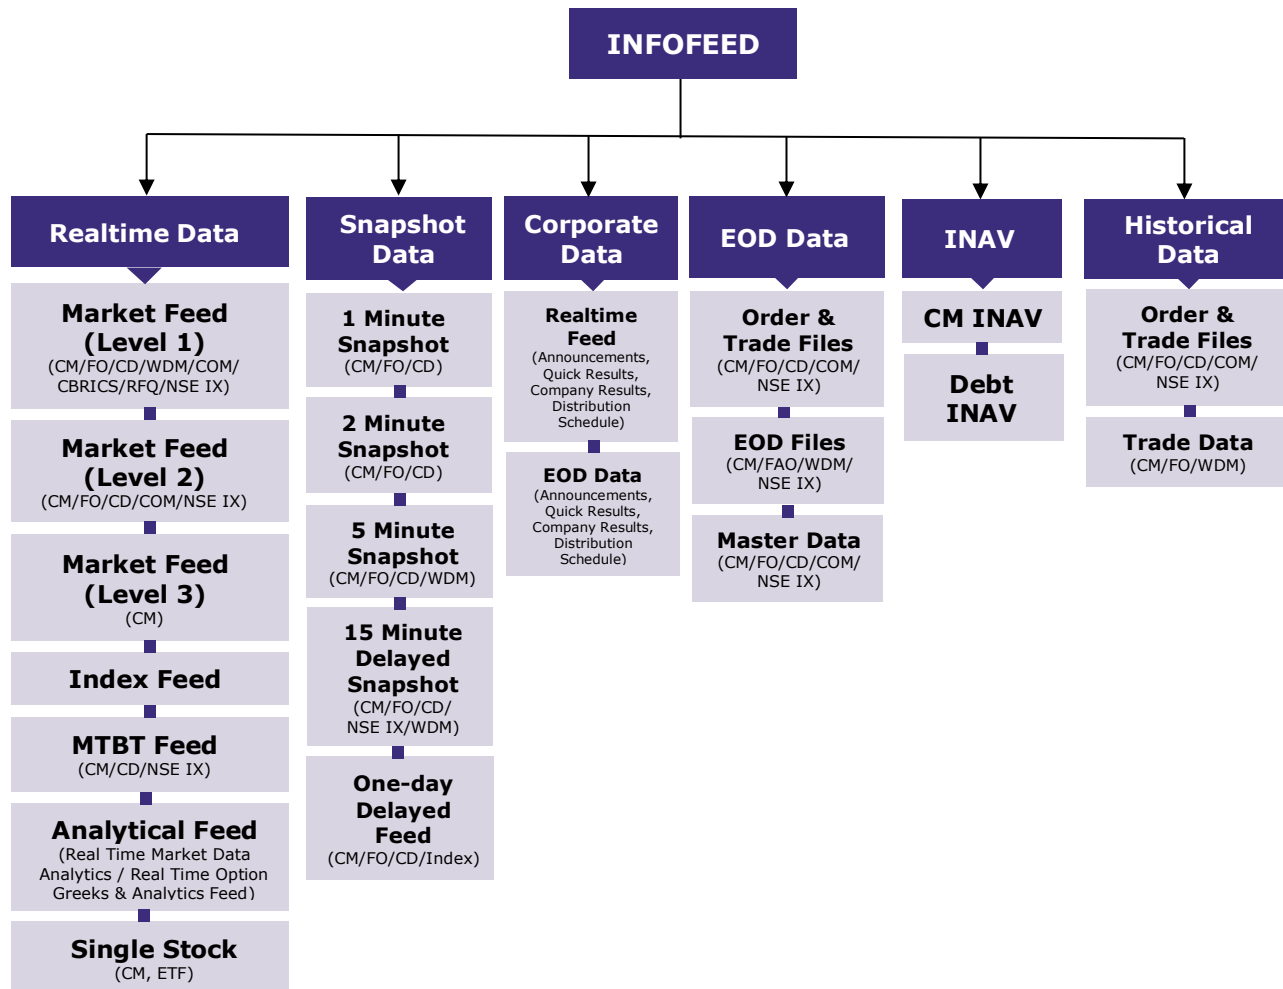 INFOFEED
Realtime Data
Market Feed
(Level 1)
(CM/FO/CD/WDM/COM/
CBRICS/RFQ/NSE IX)
Market Feed
(Level 2)
(CM/FO/CD/COM/NSE IX)
Market Feed
(Level 3)
(CM)
Index Feed
MTBT Feed
(CM/CD/NSE IX)
Analytical Feed
(Real Time Market Data
Analytics / Real Time Option
Greeks & Analytics Feed)
Single Stock
(CM, ETF)
Snapshot
Data
1 Minute
Snapshot
(CM/FO/CD)
2 Minute
Snapshot
(CM/FO/CD)
5 Minute
Snapshot
(CM/FO/CD/WDM)
15 Minute
Delayed
Snapshot
(CM/FO/CD/
NSE IX/WDM)
One-day
Delayed
Feed
(CM/FO/CD/Index)
Corporate
Data
Realtime
Feed
(Announcements,
Quick Results,
Company Results,
Distribution
Schedule)
EOD Data
(Announcements,
Quick Results,
Company Results,
Distribution
Schedule)
EOD Data
Order &
Trade Files
(CM/FO/CD/COM/
NSE IX)
EOD Files
(CM/FAO/WDM/
NSE IX)
Master Data
(CM/FO/CD/COM/
NSE IX)
INAV
CM INAV
Debt
INAV
Historical
Data
Order &
Trade Files
(CM/FO/CD/COM/
NSE IX)
Trade Data
(CM/FO/WDM)